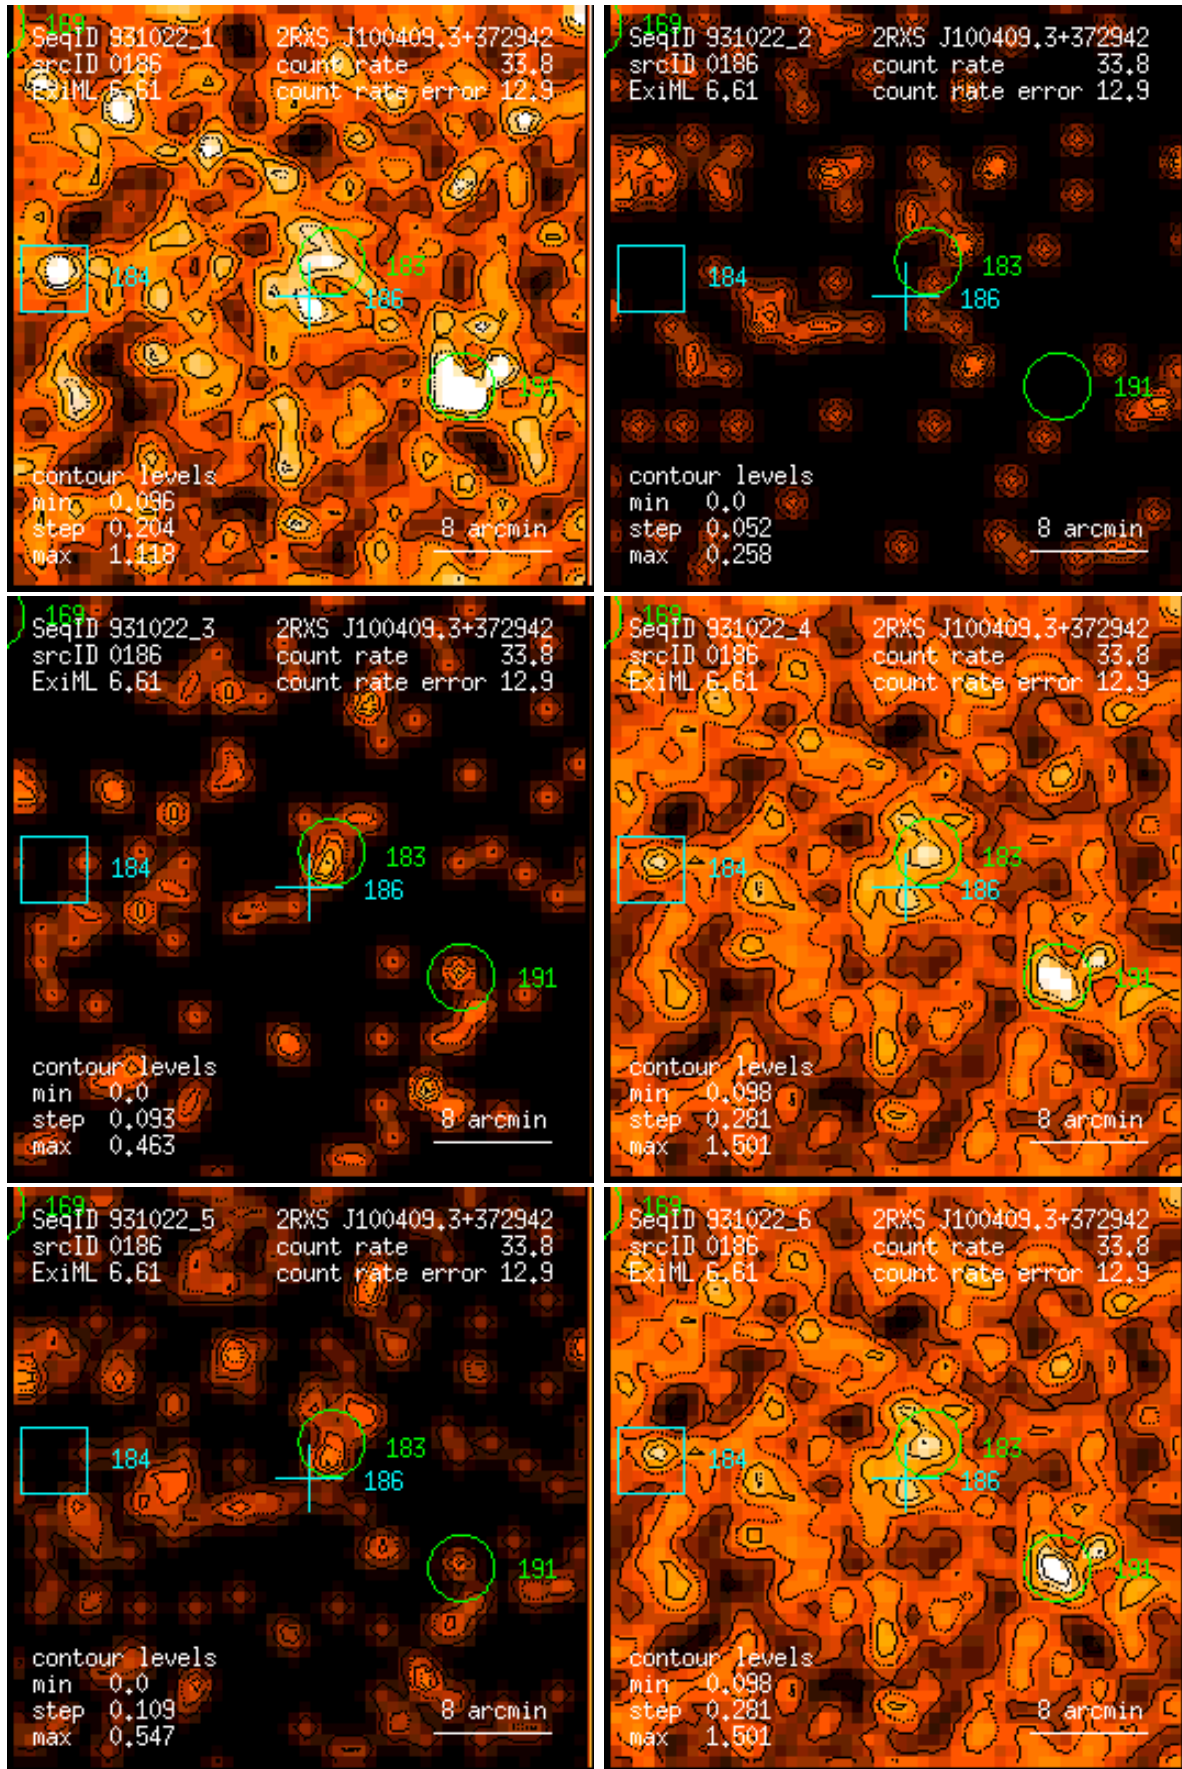 169
SeqID 931022_1 2RXS J100409.3+372942
srcID 0186 count rate 33.8
ExiML 6.61 count rate error 12.9
184
183
186
191
contour levels
min 0.096
step 0.204
max 1.118
8 arcmin
SeqID 931022_2 2RXS J100409.3+372942
srcID 0186 count rate 33.8
ExiML 6.61 count rate error 12.9
184
183
186
191
contour levels
min 0.0
step 0.052
max 0.258
8 arcmin
169
SeqID 931022_3 2RXS J100409.3+372942
srcID 0186 count rate 33.8
ExiML 6.61 count rate error 12.9
184
183
186
191
contour levels
min 0.0
step 0.093
max 0.463
8 arcmin
169
SeqID 931022_4 2RXS J100409.3+372942
srcID 0186 count rate 33.8
ExiML 6.61 count rate error 12.9
184
183
186
191
contour levels
min 0.098
step 0.281
max 1.501
8 arcmin
169
SeqID 931022_5 2RXS J100409.3+372942
srcID 0186 count rate 33.8
ExiML 6.61 count rate error 12.9
184
183
186
191
contour levels
min 0.0
step 0.109
max 0.547
8 arcmin
169
SeqID 931022_6 2RXS J100409.3+372942
srcID 0186 count rate 33.8
ExiML 6.61 count rate error 12.9
184
183
186
191
contour levels
min 0.098
step 0.281
max 1.501
8 arcmin